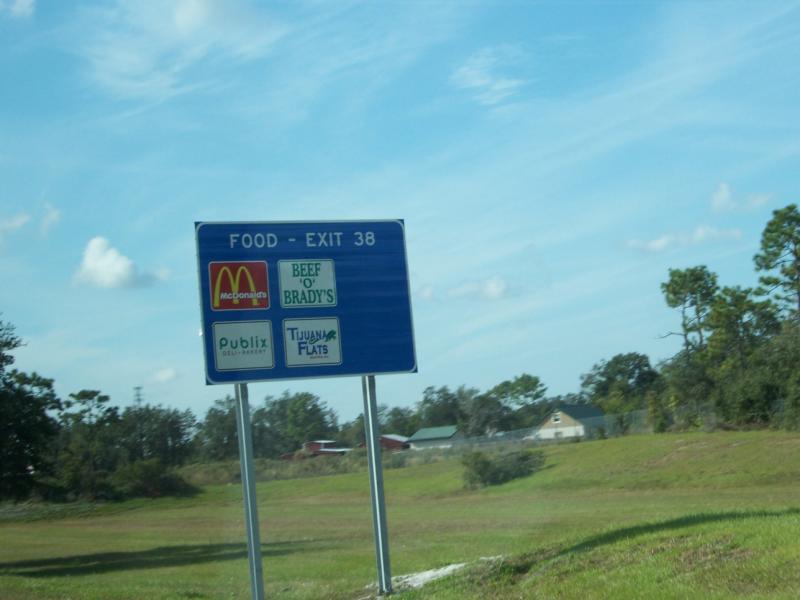 FOOD - EXIT 38
McDonald's
BEEF
'O'
BRADY'S
Publix
DELI • BAKERY
TIJUANA
FLATS